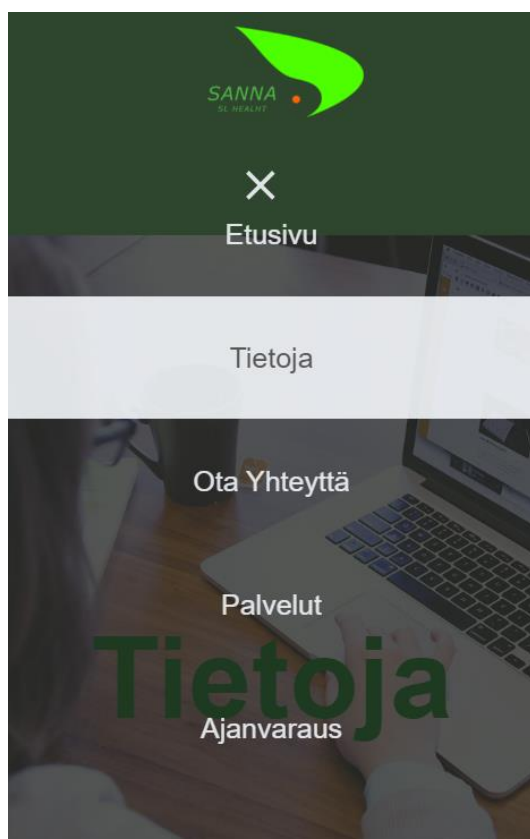 SANNA
SL HEALHT
Etusivu
Tietoja
Ota Yhteyttä
Palvelut
Tietoja
Ajanvaraus